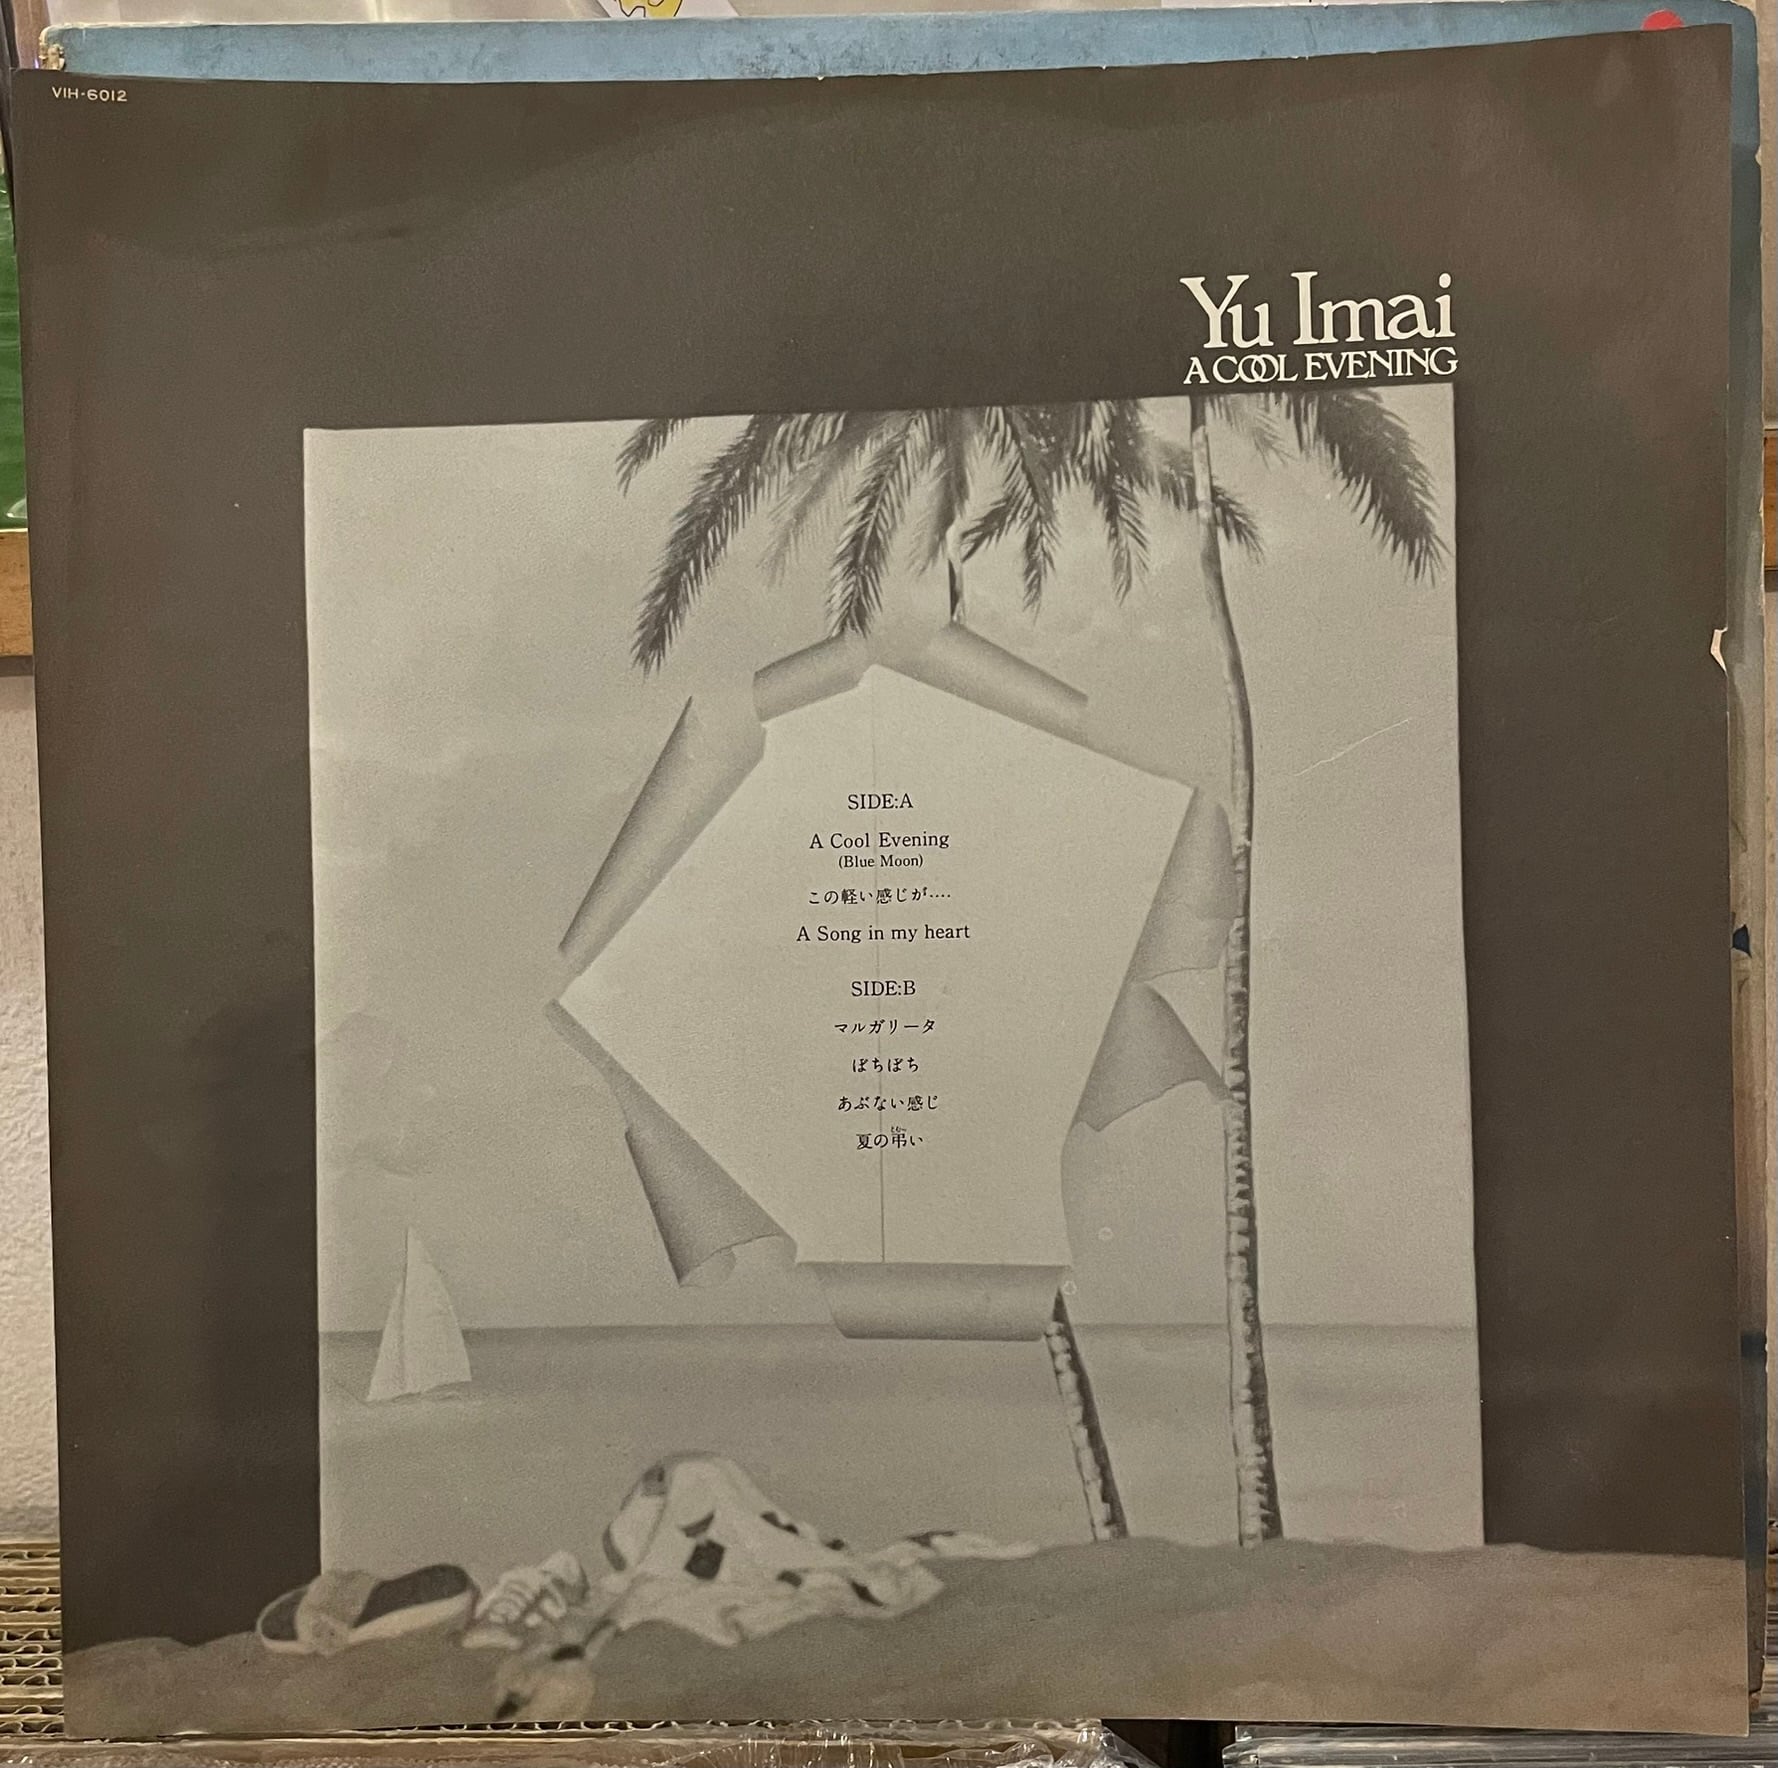 VIH-6012
Yu Imai
A COOL EVENING
SIDE:A
A Cool Evening
(Blue Moon)
この軽い感じが‥‥
A Song in my heart
SIDE:B
マルガリータ
ぼちぼち
あぶない感じ
夏の弔い